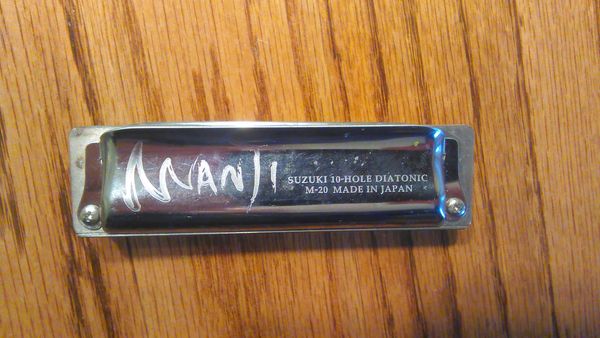 MANJI
SUZUKI 10-HOLE DIATONIC
M-20 MADE IN JAPAN